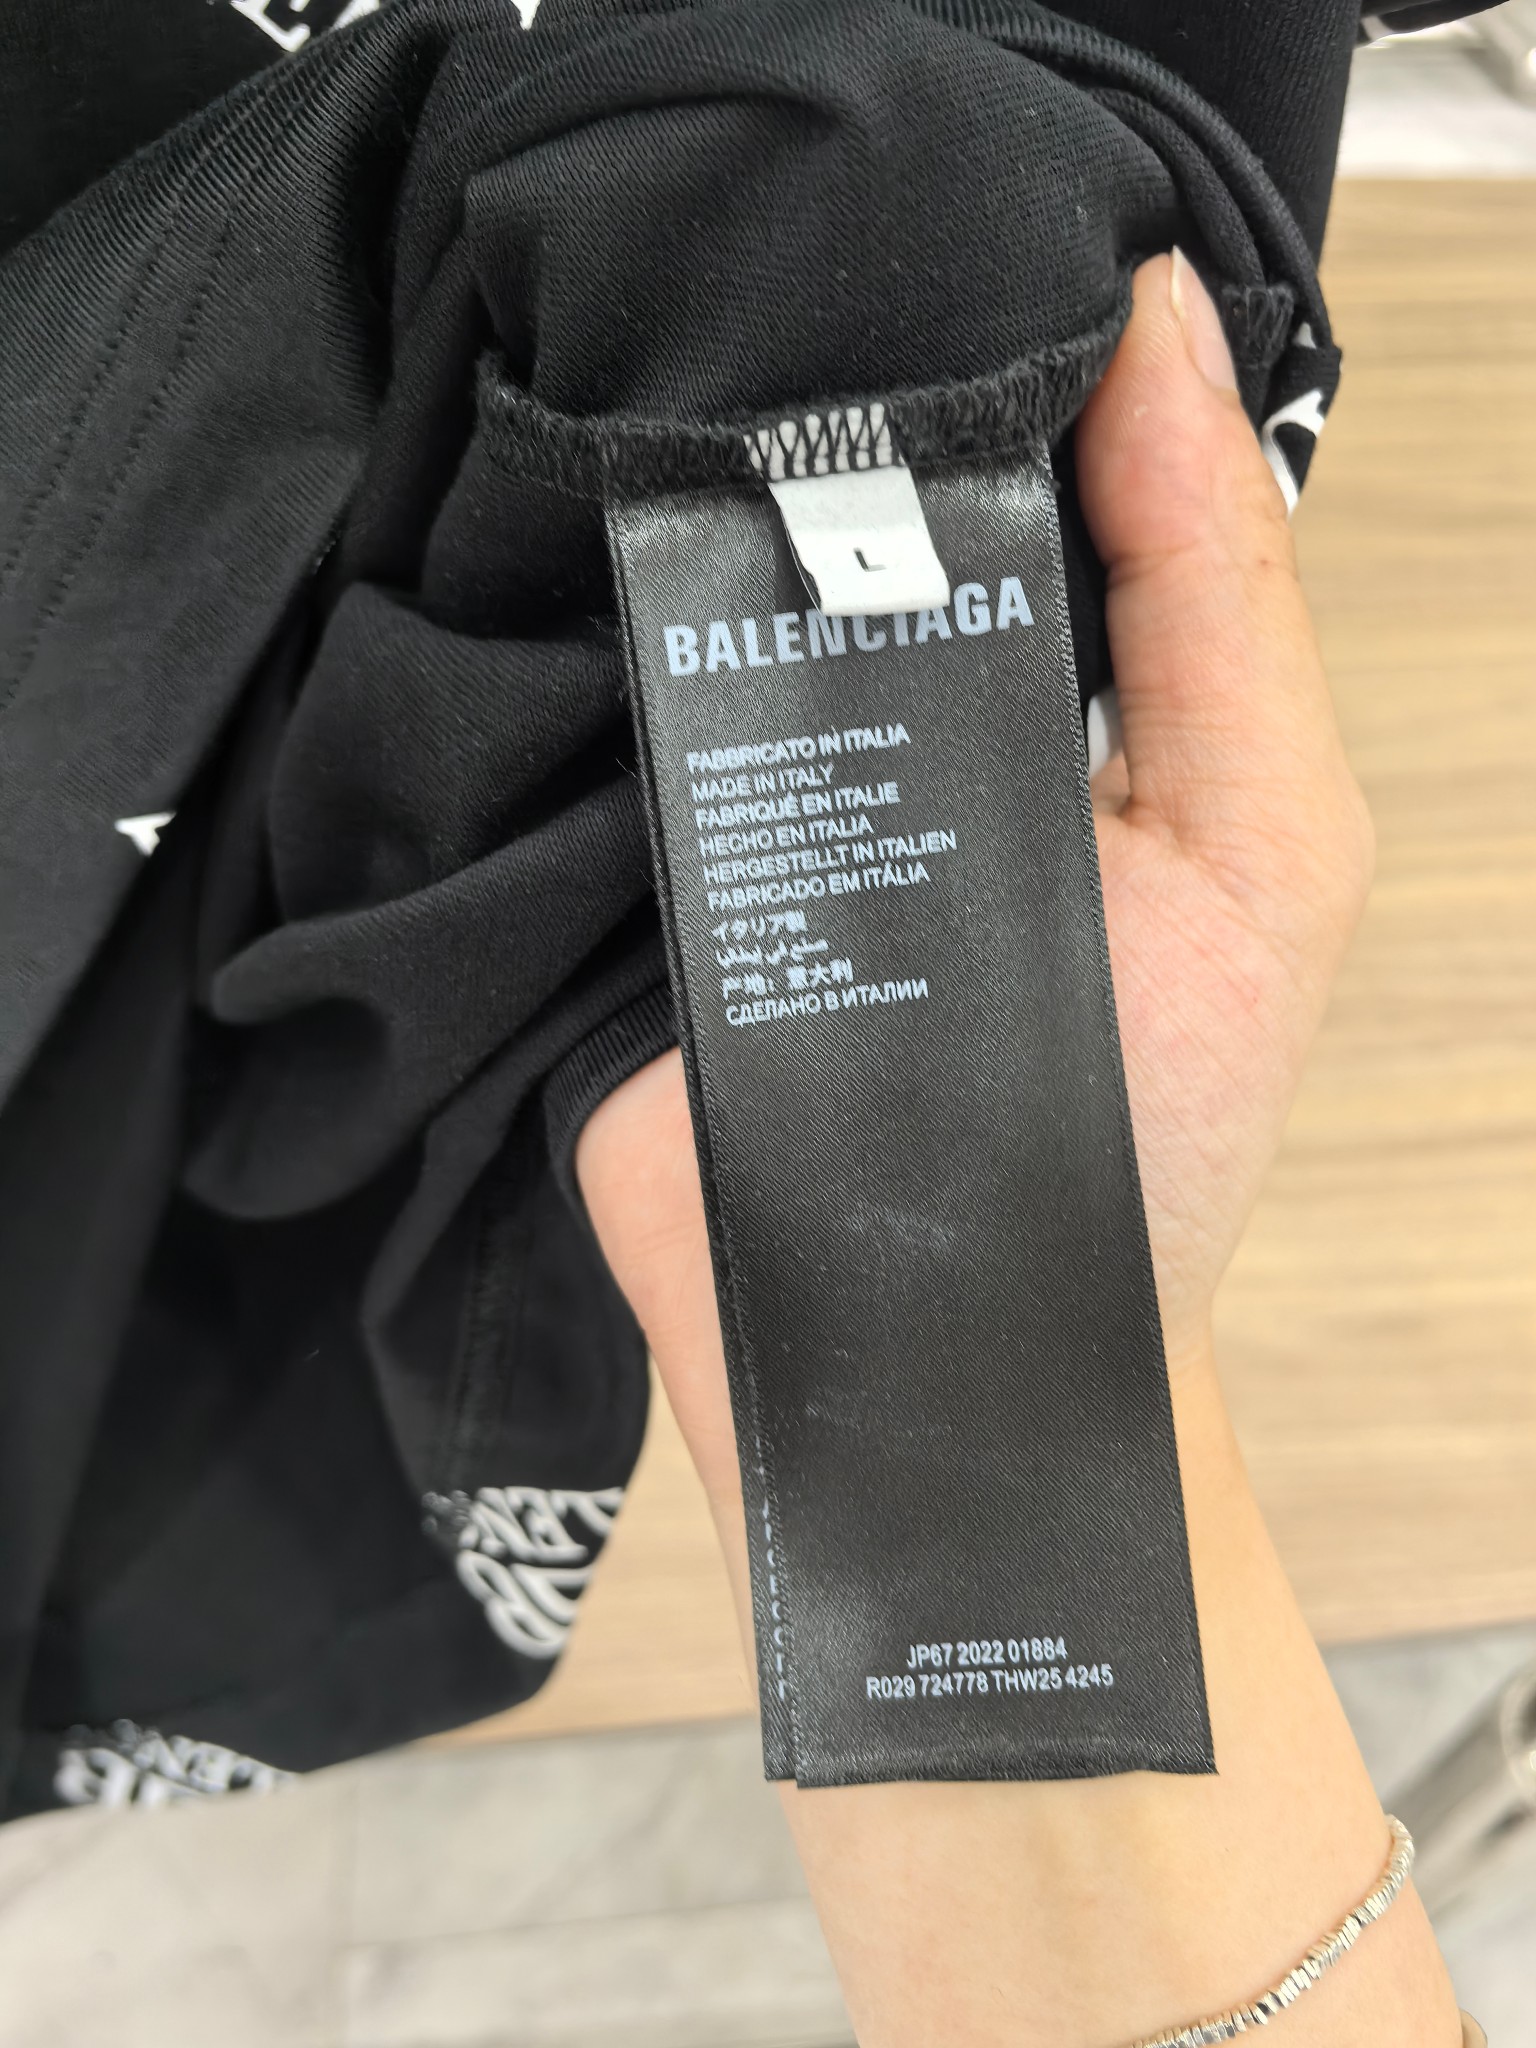 L
BALENCIAGA
FABBRICATO IN ITALIA
MADE IN ITALY
FABRIQUÉ EN ITALIE
HECHO EN ITALIA
HERGESTELLT IN ITALIEN
FABRICADO EM ITÁLIA
イタリア製
产地：意大利
СДЕЛАНО В ИТАЛИИ
JP67 2022 01884
R029 724778 THW25 4245